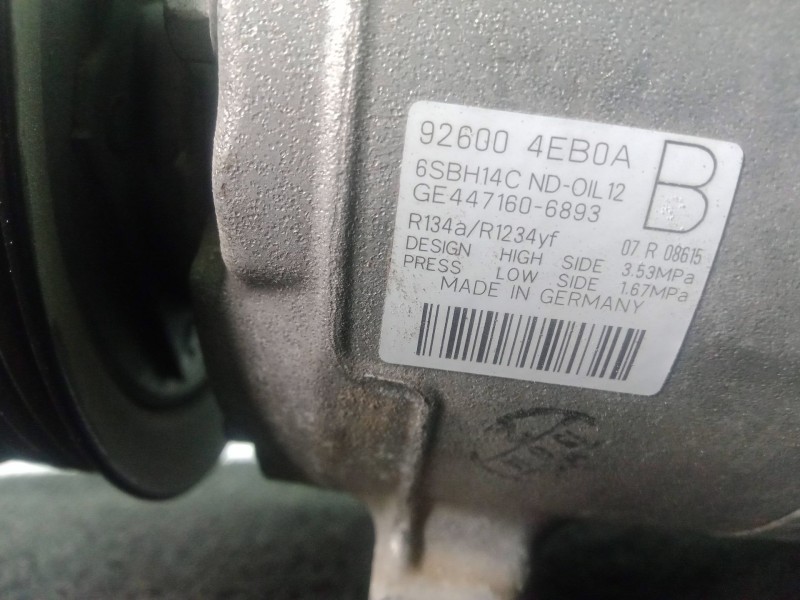 92600 4EB0A B
6SBH14C ND-OIL12
GE447160-6893
R134a/R1234yf 07 R 08615
DESIGN HIGH SIDE 3.53MPa
PRESS LOW SIDE 1.67MPa
MADE IN GERMANY